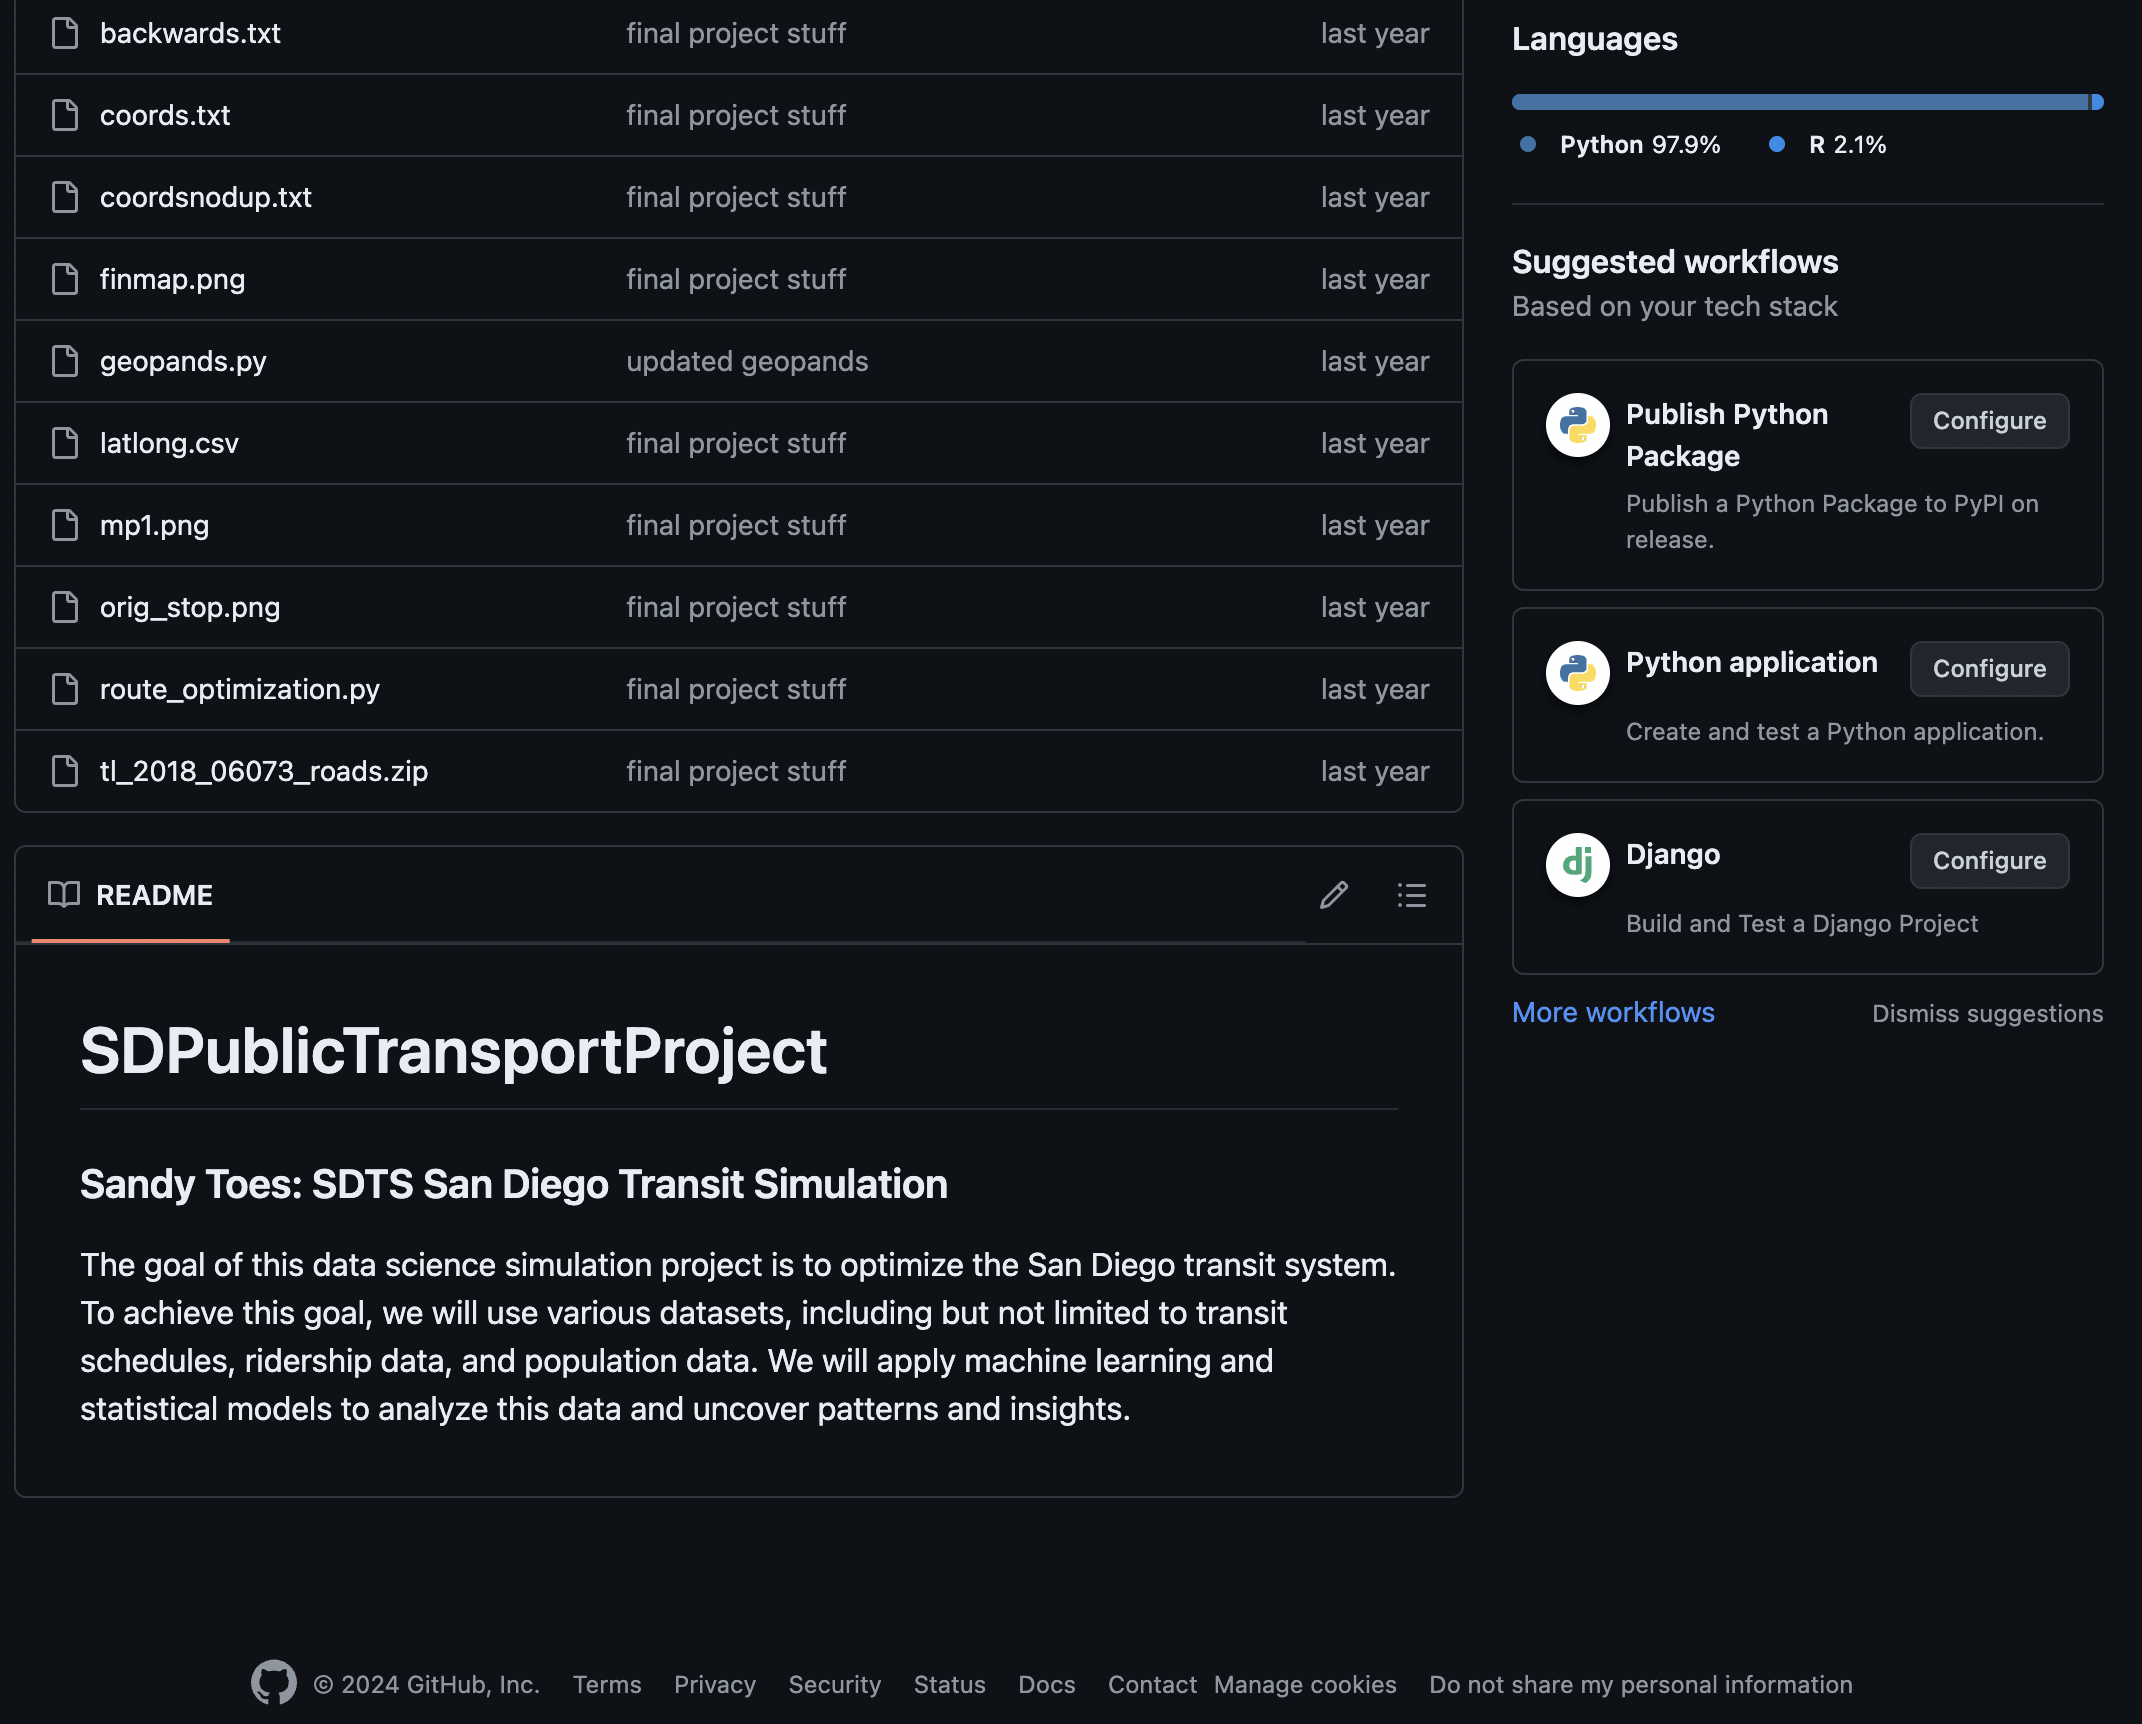 backwards.txt final project stuff last year
coords.txt final project stuff last year
coordsnodup.txt final project stuff last year
finmap.png final project stuff last year
geopands.py updated geopands last year
latlong.csv final project stuff last year
mp1.png final project stuff last year
orig_stop.png final project stuff last year
route_optimization.py final project stuff last year
tl_2018_06073_roads.zip final project stuff last year
README
SDPublicTransportProject
Sandy Toes: SDTS San Diego Transit Simulation
The goal of this data science simulation project is to optimize the San Diego transit system.
To achieve this goal, we will use various datasets, including but not limited to transit
schedules, ridership data, and population data. We will apply machine learning and
statistical models to analyze this data and uncover patterns and insights.
Languages
Python 97.9% R 2.1%
Suggested workflows
Based on your tech stack
Publish Python
Package
Configure
Publish a Python Package to PyPI on
release.
Python application
Configure
Create and test a Python application.
dj
Django
Configure
Build and Test a Django Project
More workflows Dismiss suggestions
© 2024 GitHub, Inc. Terms Privacy Security Status Docs Contact Manage cookies Do not share my personal information